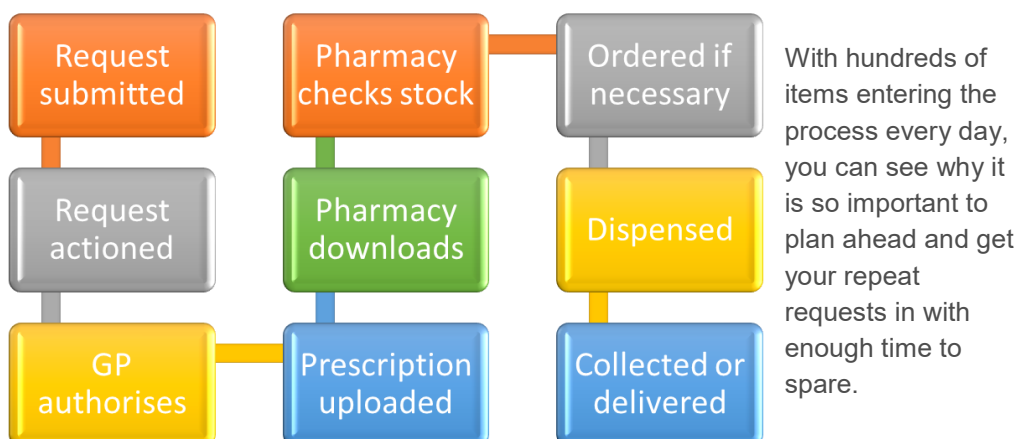 Request
submitted
Request
actioned
GP
authorises
Prescription
uploaded
Pharmacy
downloads
Pharmacy
checks stock
Ordered if
necessary
Dispensed
Collected or
delivered
With hundreds of
items entering the
process every day,
you can see why it
is so important to
plan ahead and get
your repeat
requests in with
enough time to
spare.